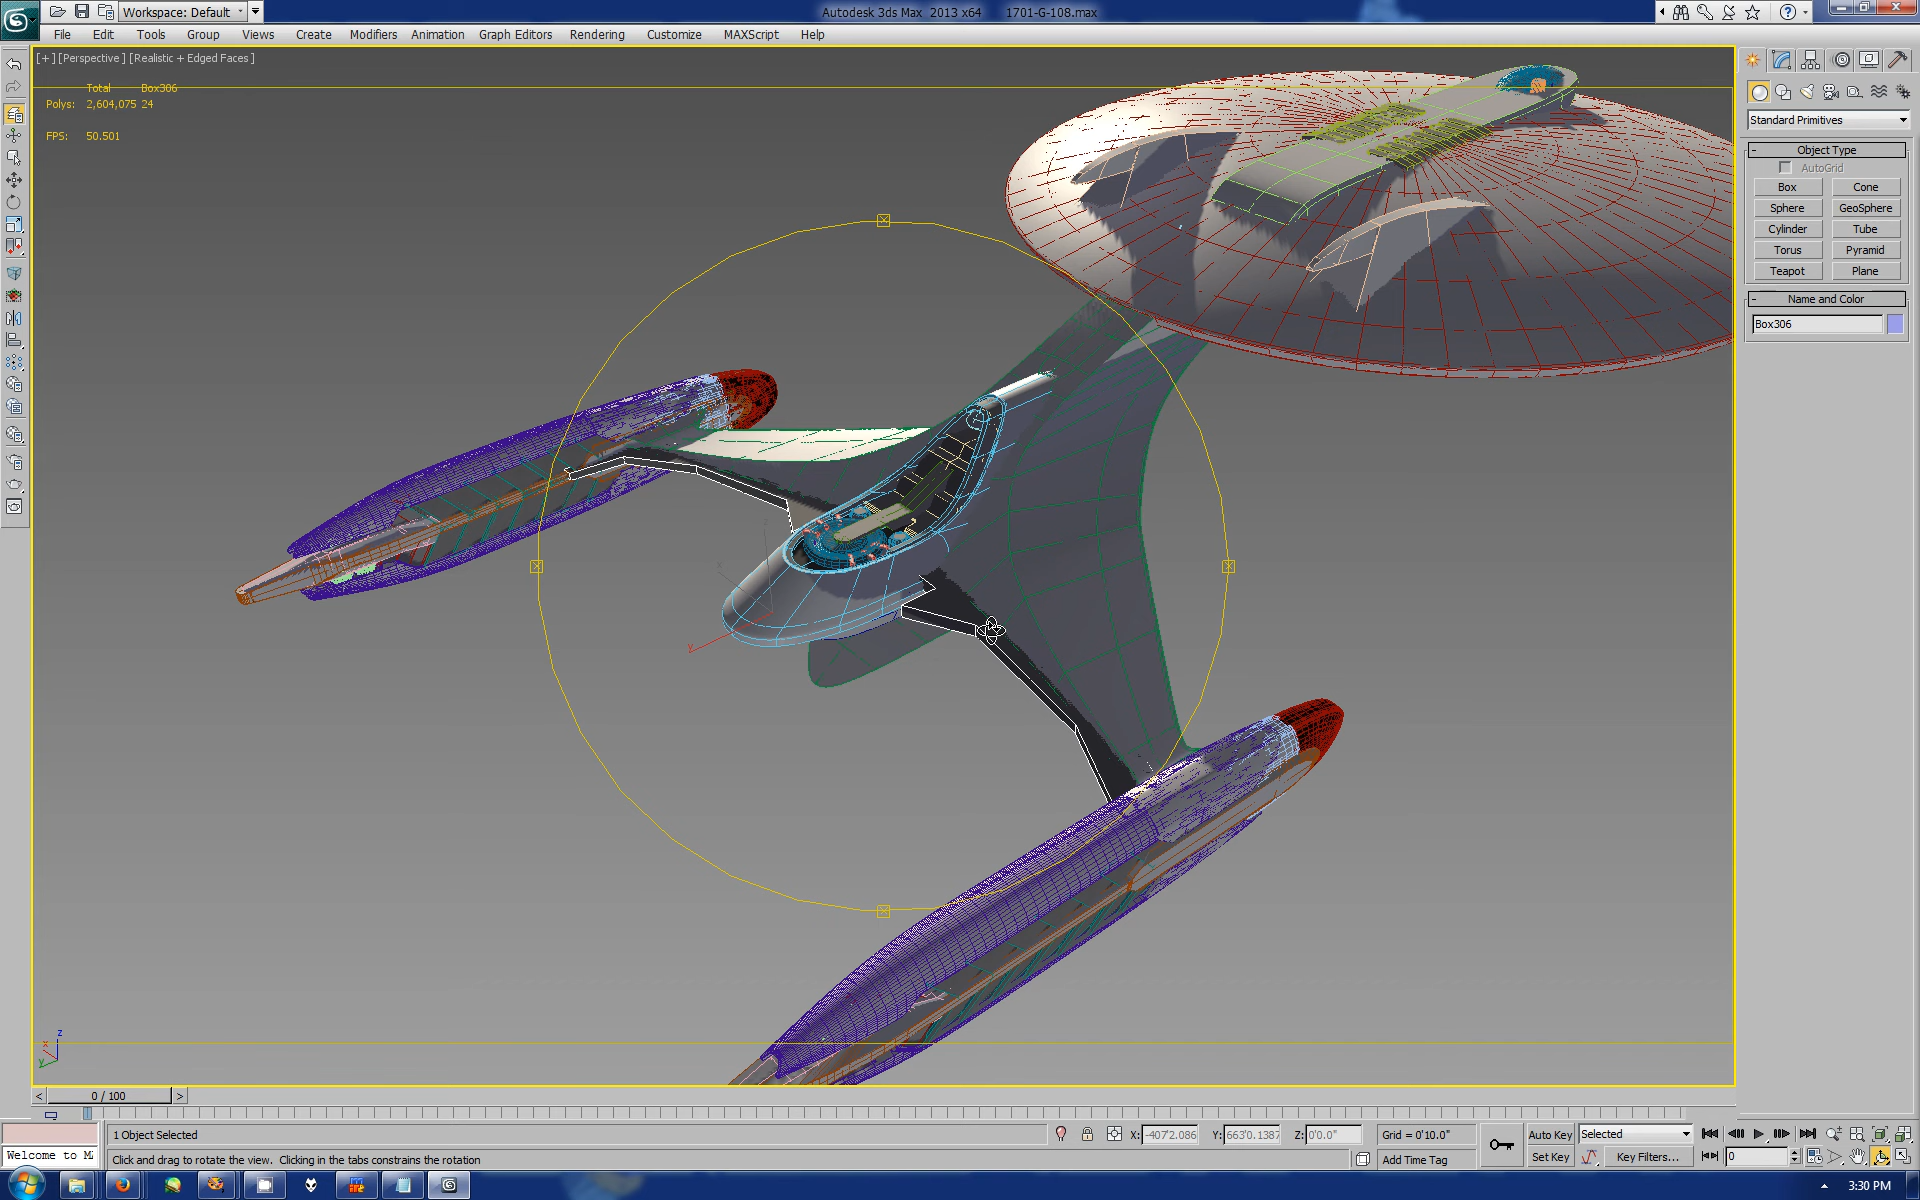 Workspace: Default
Autodesk 3ds Max 2013 x64 1701-G-108.max
File Edit Tools Group Views Create Modifiers Animation Graph Editors Rendering Customize MAXScript Help
[+][Perspective][Realistic + Edged Faces]
Total Box306
Polys: 2,604,075 24
FPS: 50.501
Standard Primitives
- Object Type
AutoGrid
Box Cone
Sphere GeoSphere
Cylinder Tube
Torus Pyramid
Teapot Plane
- Name and Color
Box306
z
x
y
z
x
y
< 0 / 100 >
1 Object Selected X: -407'2.086 Y: 663'0.1387 Z: 0'0.0" Grid = 0'10.0" Auto Key Selected
Welcome to M Click and drag to rotate the view. Clicking in the tabs constrains the rotation Add Time Tag Set Key Key Filters... 0
3:30 PM